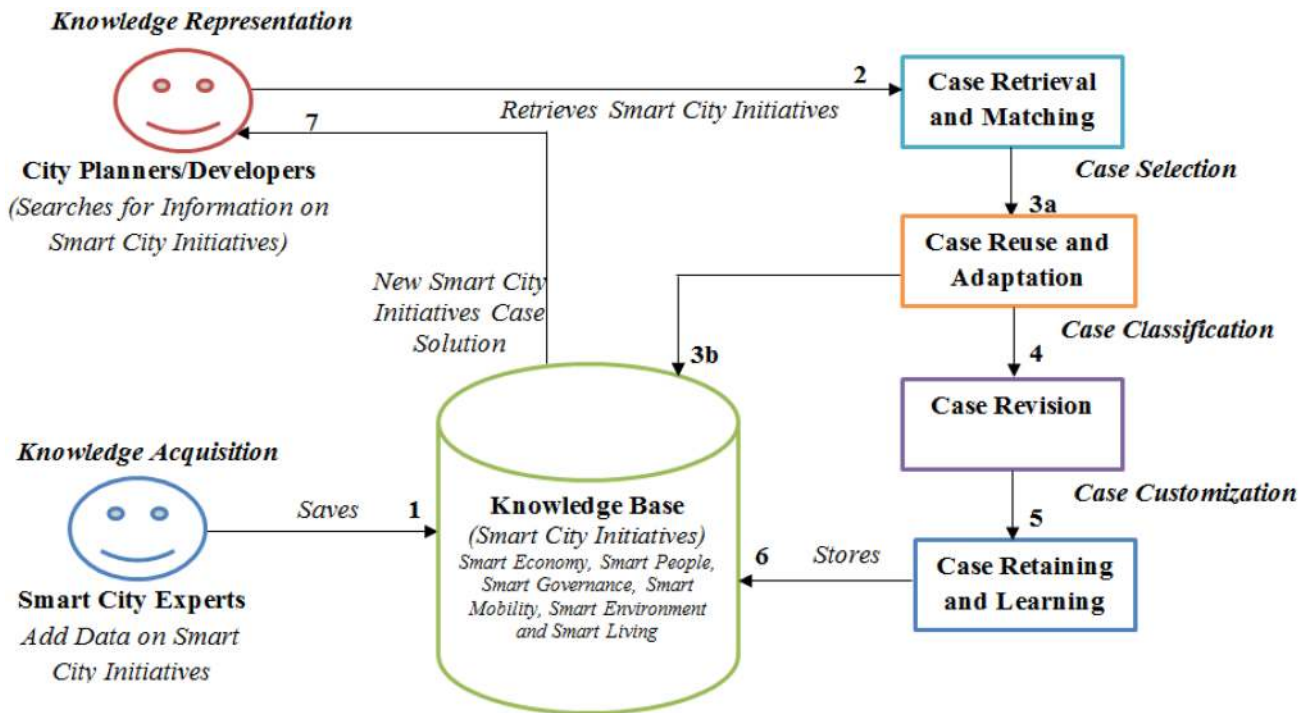 Knowledge Representation
City Planners/Developers
(Searches for Information on
Smart City Initiatives)
2
Retrieves Smart City Initiatives
7
Case Retrieval
and Matching
Case Selection
3a
Case Reuse and
Adaptation
Case Classification
4
Case Revision
Case Customization
5
Case Retaining
and Learning
New Smart City
Initiatives Case
Solution
3b
Knowledge Acquisition
Saves
1
Smart City Experts
Add Data on Smart
City Initiatives
Knowledge Base
(Smart City Initiatives)
Smart Economy, Smart People,
Smart Governance, Smart
Mobility, Smart Environment
and Smart Living
6
Stores